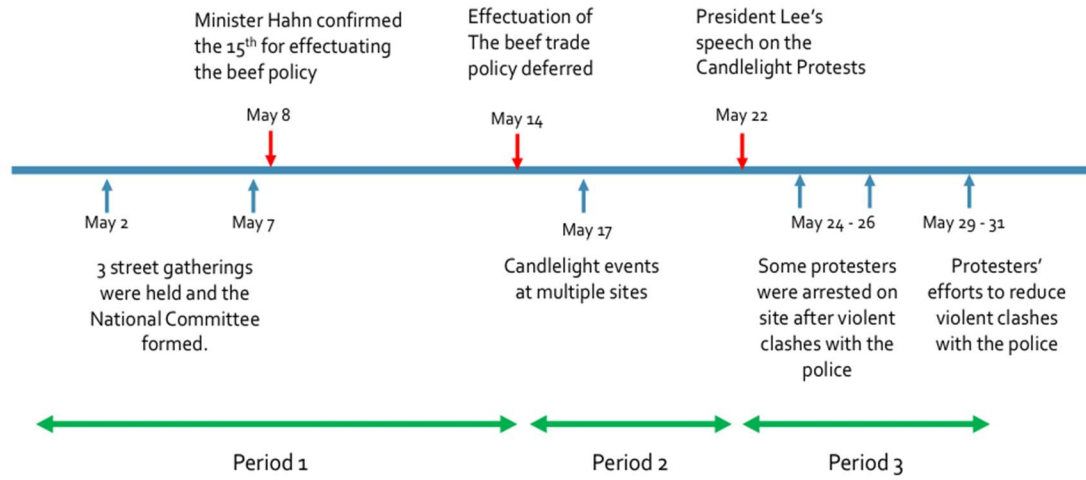 Minister Hahn confirmed
the 15th for effectuating
the beef policy
Effectuation of
The beef trade
policy deferred
President Lee's
speech on the
Candlelight Protests
May 8
May 14
May 22
May 2
May 7
May 17
May 24 - 26
May 29 - 31
3 street gatherings
were held and the
National Committee
formed.
Candlelight events
at multiple sites
Some protesters
were arrested on
site after violent
clashes with the
police
Protesters'
efforts to reduce
violent clashes
with the police
Period 1
Period 2
Period 3